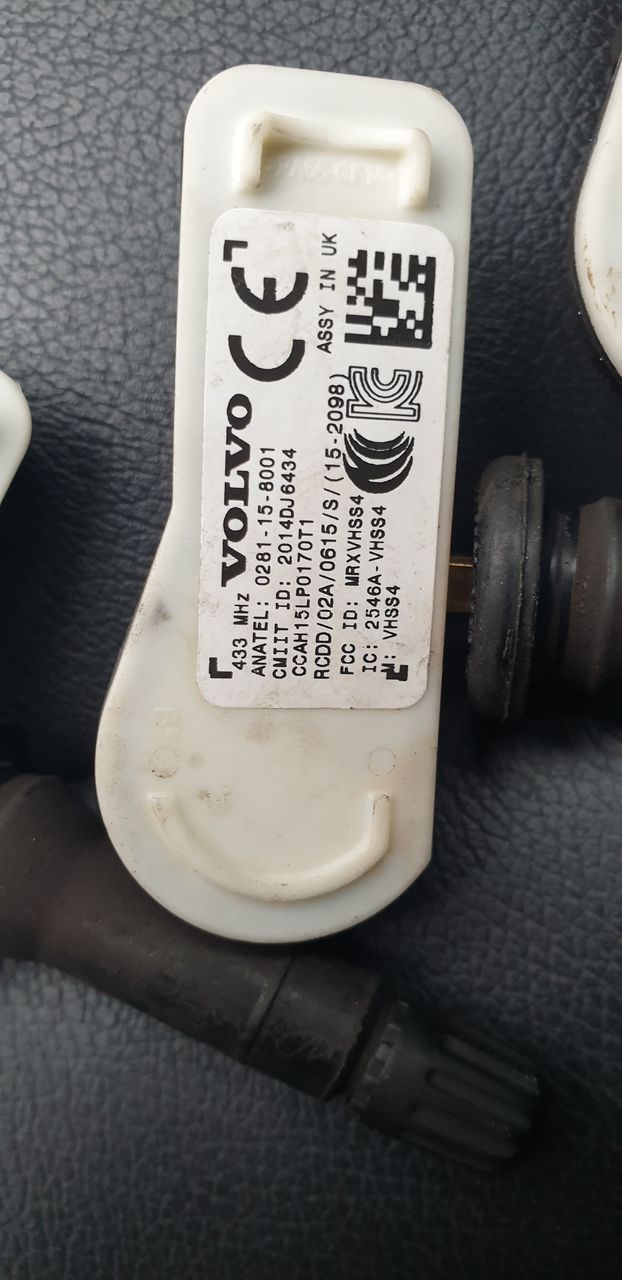 VOLVO
ASSY IN UK
433 MHz
ANATEL: 0281-15-8001
CMIIT ID: 2014DJ6434
CCAH15LP0170T1
RCDD/02A/0615/S/(15-2098)
FCC ID: MRXVHSS4
IC: 2546A-VHSS4
M: VHSS4